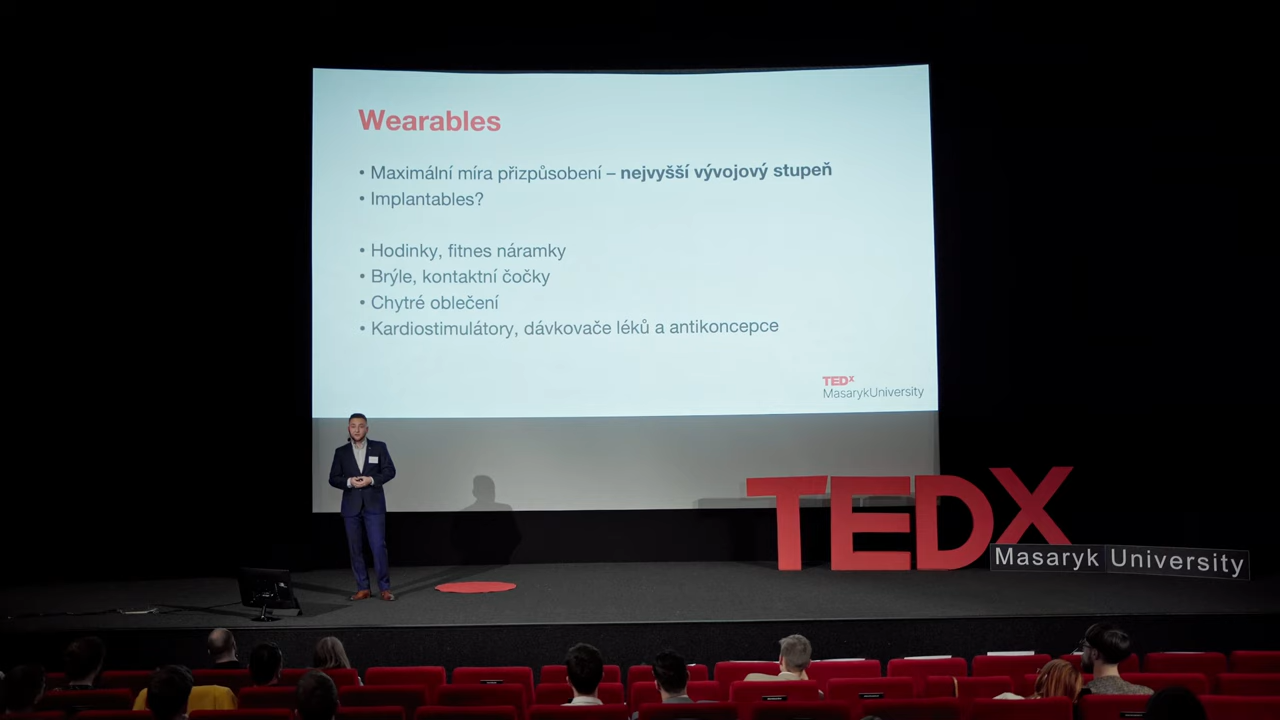 Wearables
• Maximální míra přizpůsobení – nejvyšší vývojový stupeň
• Implantables?
• Hodinky, fitnes náramky
• Brýle, kontaktní čočky
• Chytré oblečení
• Kardiostimulátory, dávkovače léků a antikoncepce
TEDx
MasarykUniversity
TEDX
Masaryk University